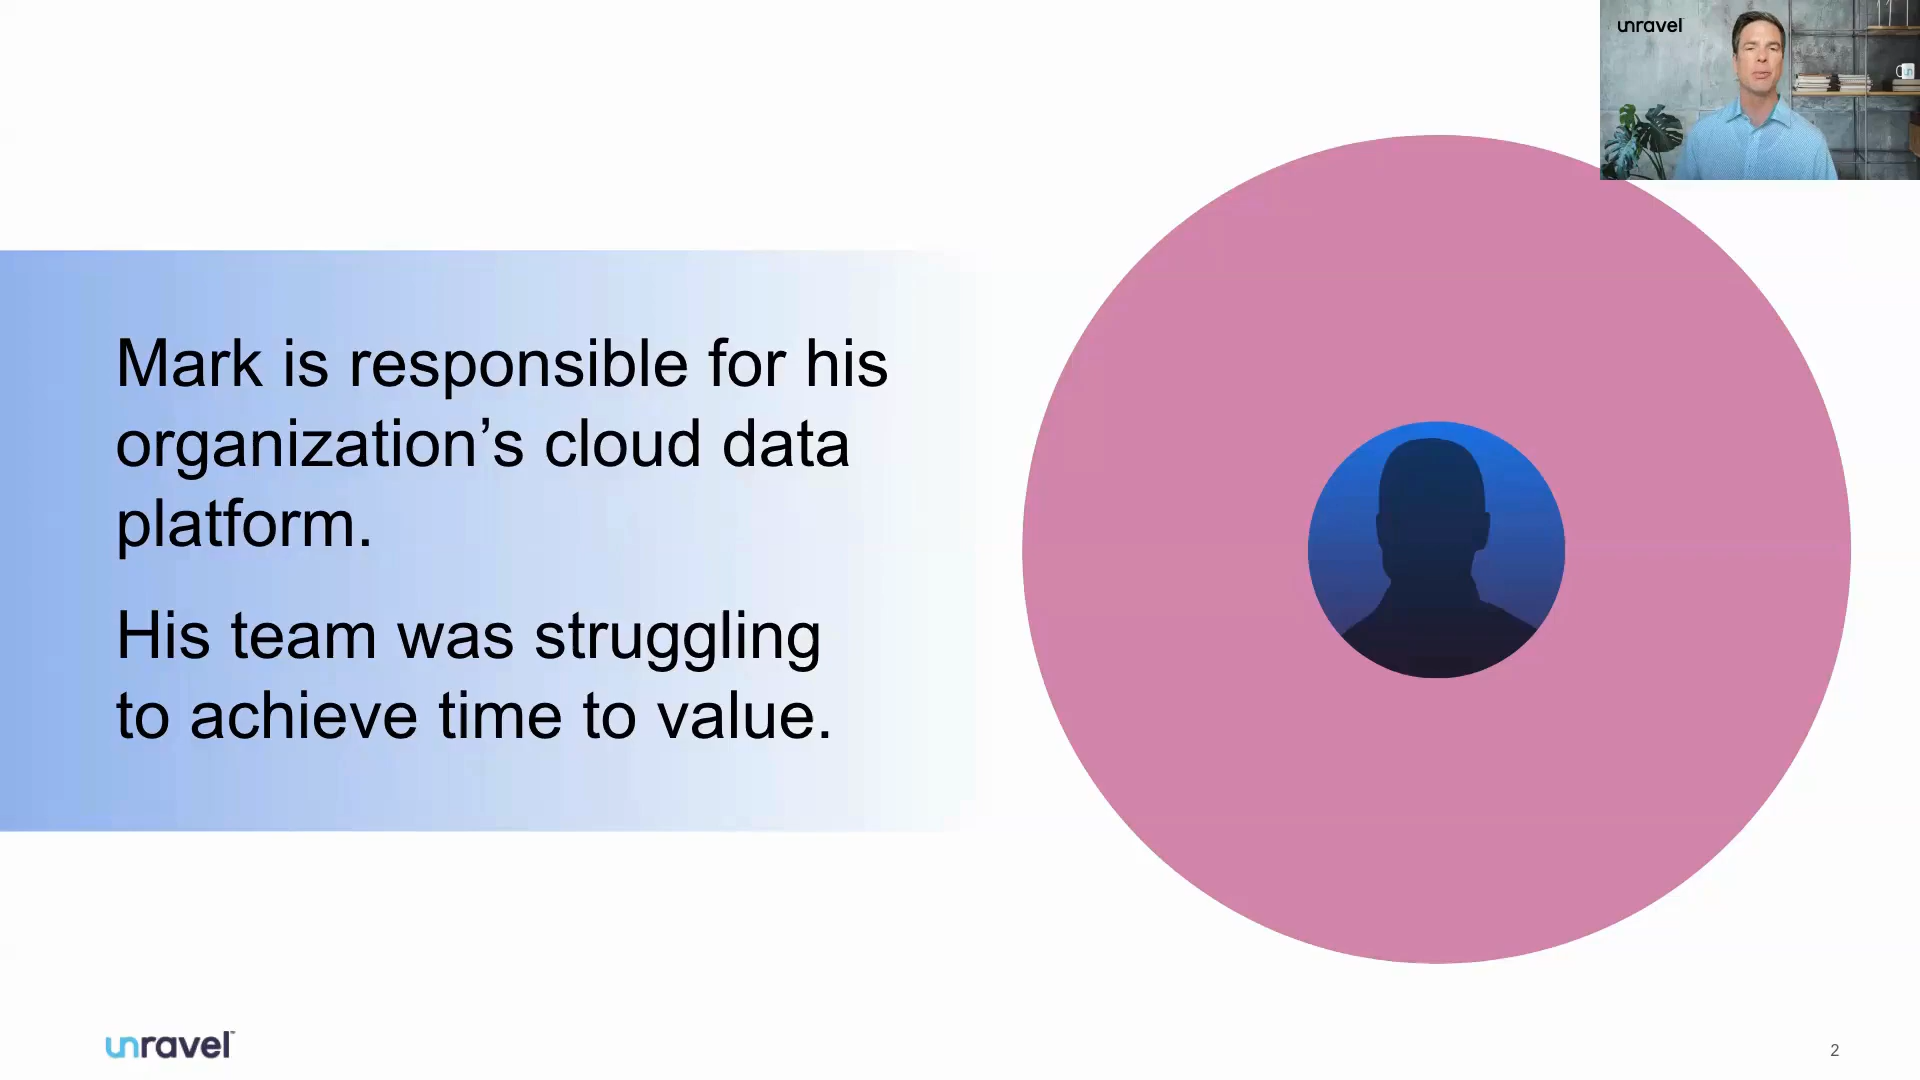 unravel
Mark is responsible for his
organization’s cloud data
platform.
His team was struggling
to achieve time to value.
unravel™
2